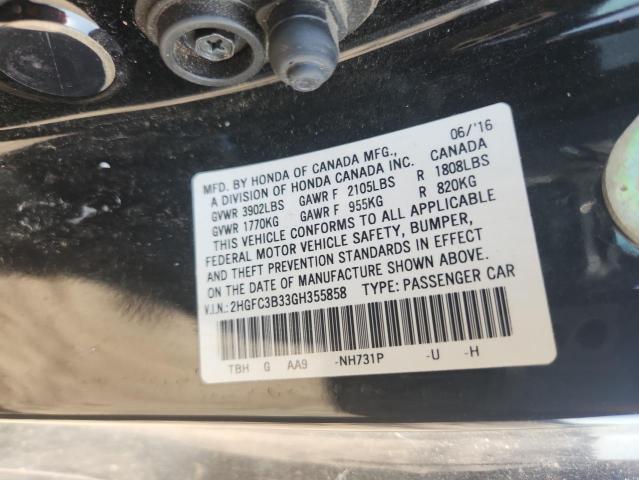 06/'16
MFD. BY HONDA OF CANADA MFG.,
A DIVISION OF HONDA CANADA INC. CANADA
GVWR 3902LBS GAWR F 2105LBS R 1808LBS
GVWR 1770KG GAWR F 955KG R 820KG
THIS VEHICLE CONFORMS TO ALL APPLICABLE
FEDERAL MOTOR VEHICLE SAFETY, BUMPER,
AND THEFT PREVENTION STANDARDS IN EFFECT
ON THE DATE OF MANUFACTURE SHOWN ABOVE.
V.I.N.: 2HGFC3B33GH355858 TYPE: PASSENGER CAR
TBH G AA9 -NH731P -U -H